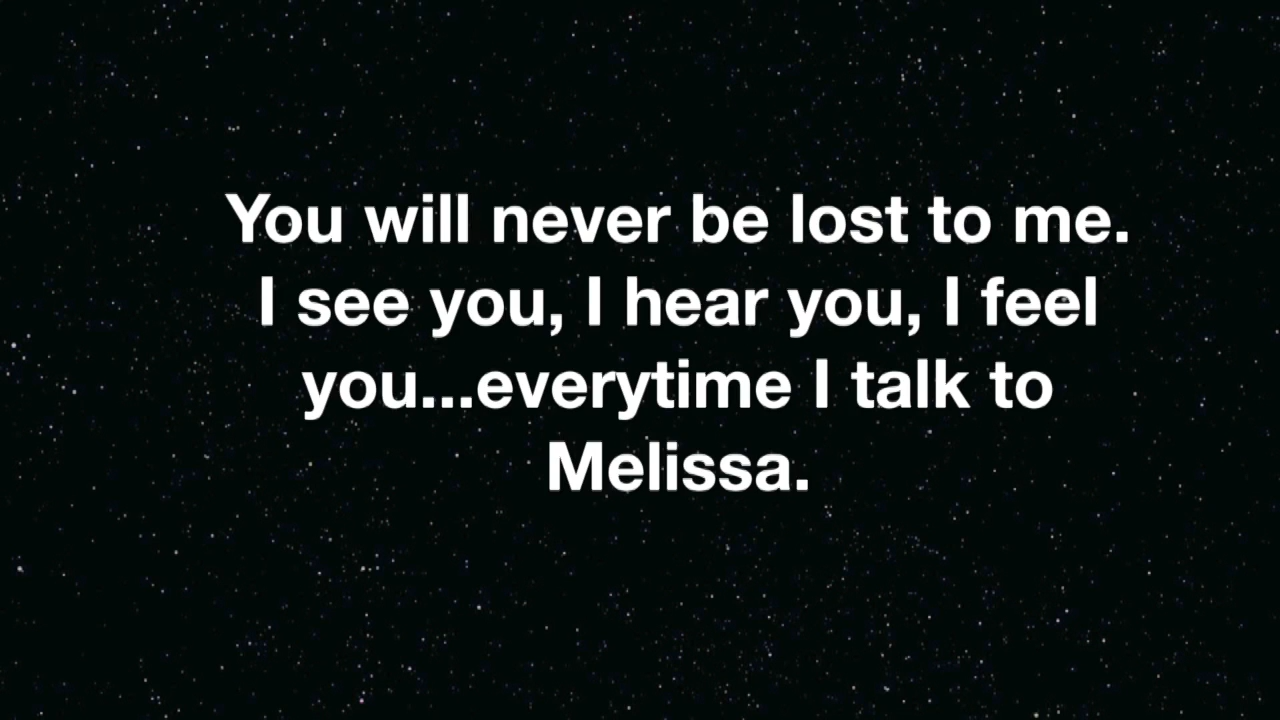 You will never be lost to me.
I see you, I hear you, I feel
you...everytime I talk to
Melissa.